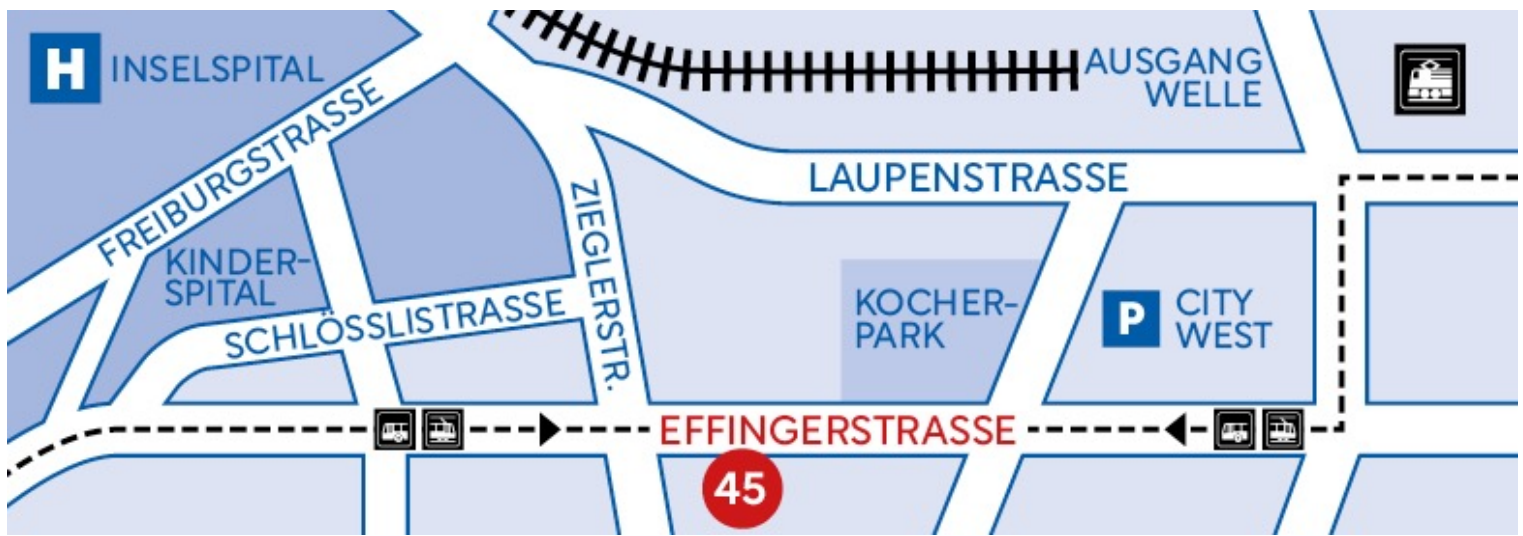 H INSELSPITAL
AUSGANG
WELLE
FREIBURGSTRASSE
LAUPENSTRASSE
ZIEGLERSTR.
KINDER-
SPITAL
SCHLÖSSLISTRASSE
KOCHER-
PARK
P CITY
WEST
EFFINGERSTRASSE
45